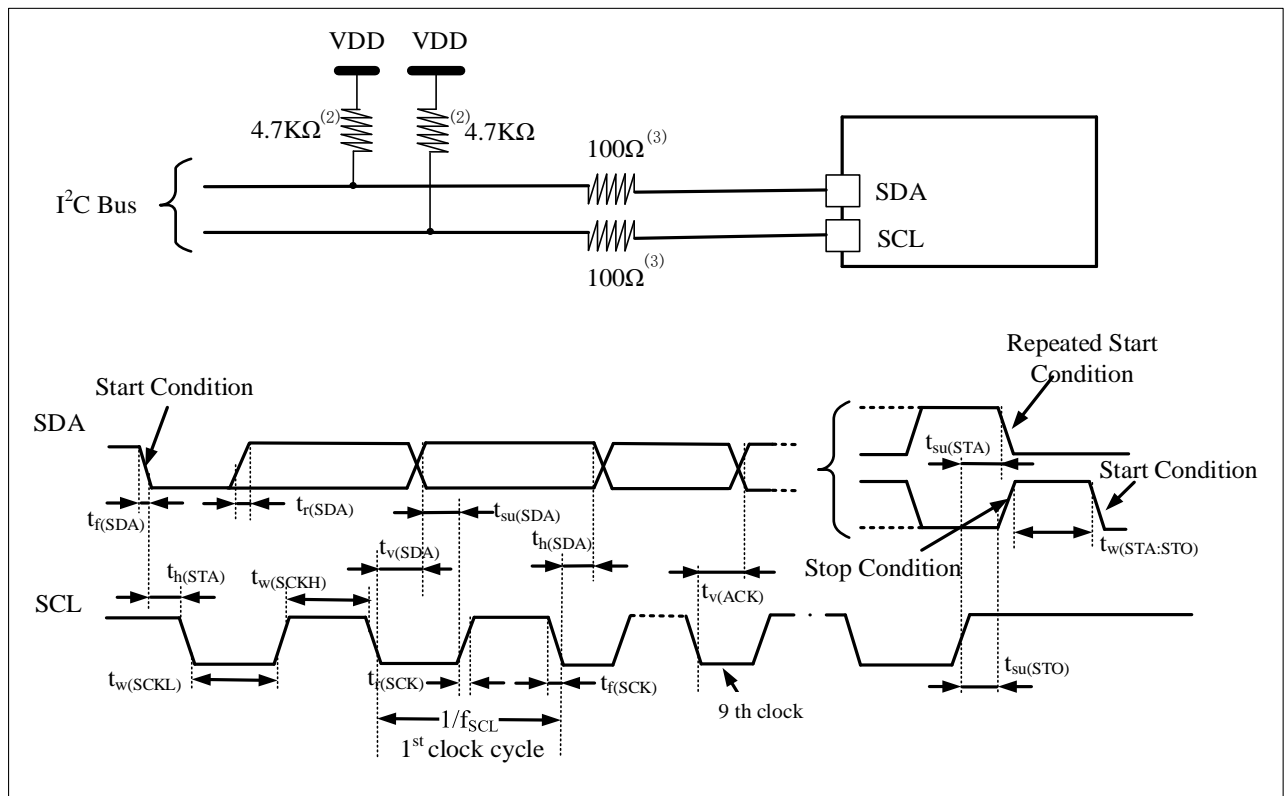 VDD VDD
4.7KΩ(2) (2)4.7KΩ
100Ω(3)
I2C Bus
SDA
SCL
100Ω(3)
Repeated Start
Condition
Start Condition
SDA
tsu(STA)
Start Condition
tf(SDA)
tr(SDA)
tsu(SDA)
tv(SDA)
th(SDA)
tw(STA:STO)
Stop Condition
th(STA)
tw(SCKH)
tv(ACK)
SCL
tw(SCKL)
tr(SCK)
tf(SCK)
tsu(STO)
9 th clock
1/fSCL
1st clock cycle